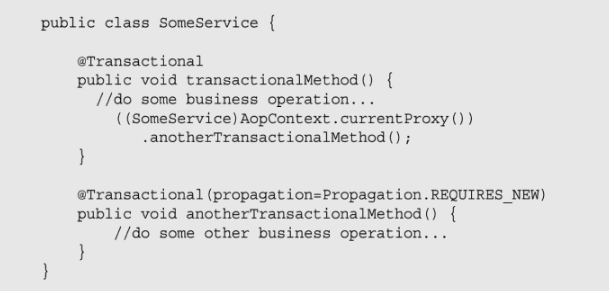 public class SomeService {
@Transactional
public void transactionalMethod() {
//do some business operation...
((SomeService)AopContext.currentProxy())
.anotherTransactionalMethod();
}
@Transactional(propagation=Propagation.REQUIRES_NEW)
public void anotherTransactionalMethod() {
//do some other business operation...
}
}